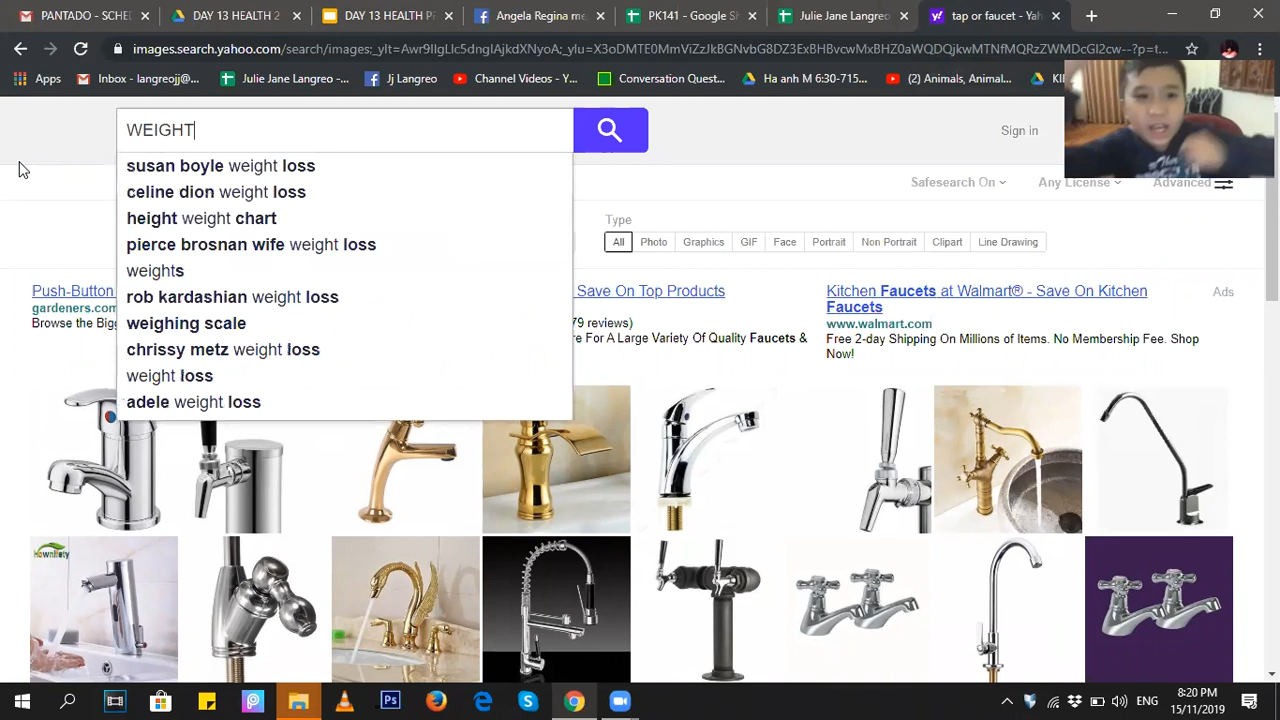 PANTADO - SCHED
DAY 13 HEALTH 2
DAY 13 HEALTH P
Angela Regina me
PK141 - Google S
Julie Jane Langreo
tap or faucet - Ya
images.search.yahoo.com/search/images;_ylt=Awr9IlgLlc5dngIAjkdXNyoA;_ylu=X3oDMTE0MmViZzJkBGNvbG8DZ3ExBHBvcwMxBHZ0aWQDQjkwMTNfMQRzZWMDcGl2cw--?p=t...
Apps
Inbox - langreojj@...
Julie Jane Langreo -...
Jj Langreo
Channel Videos - Y...
Conversation Quest...
Ha anh M 6:30-715...
(2) Animals, Animal...
WEIGHT
Sign in
susan boyle weight loss
celine dion weight loss
height weight chart
pierce brosnan wife weight loss
weights
rob kardashian weight loss
weighing scale
chrissy metz weight loss
weight loss
adele weight loss
Safesearch On
Any License
Advanced
Type
All
Photo
Graphics
GIF
Face
Portrait
Non Portrait
Clipart
Line Drawing
Push-Button
gardeners.com
Browse the Big
Save On Top Products
79 reviews)
re For A Large Variety Of Quality Faucets &
Kitchen Faucets at Walmart® - Save On Kitchen
Faucets
www.walmart.com
Free 2-day Shipping On Millions of Items. No Membership Fee. Shop
Now!
Ads
ENG
8:20 PM
15/11/2019